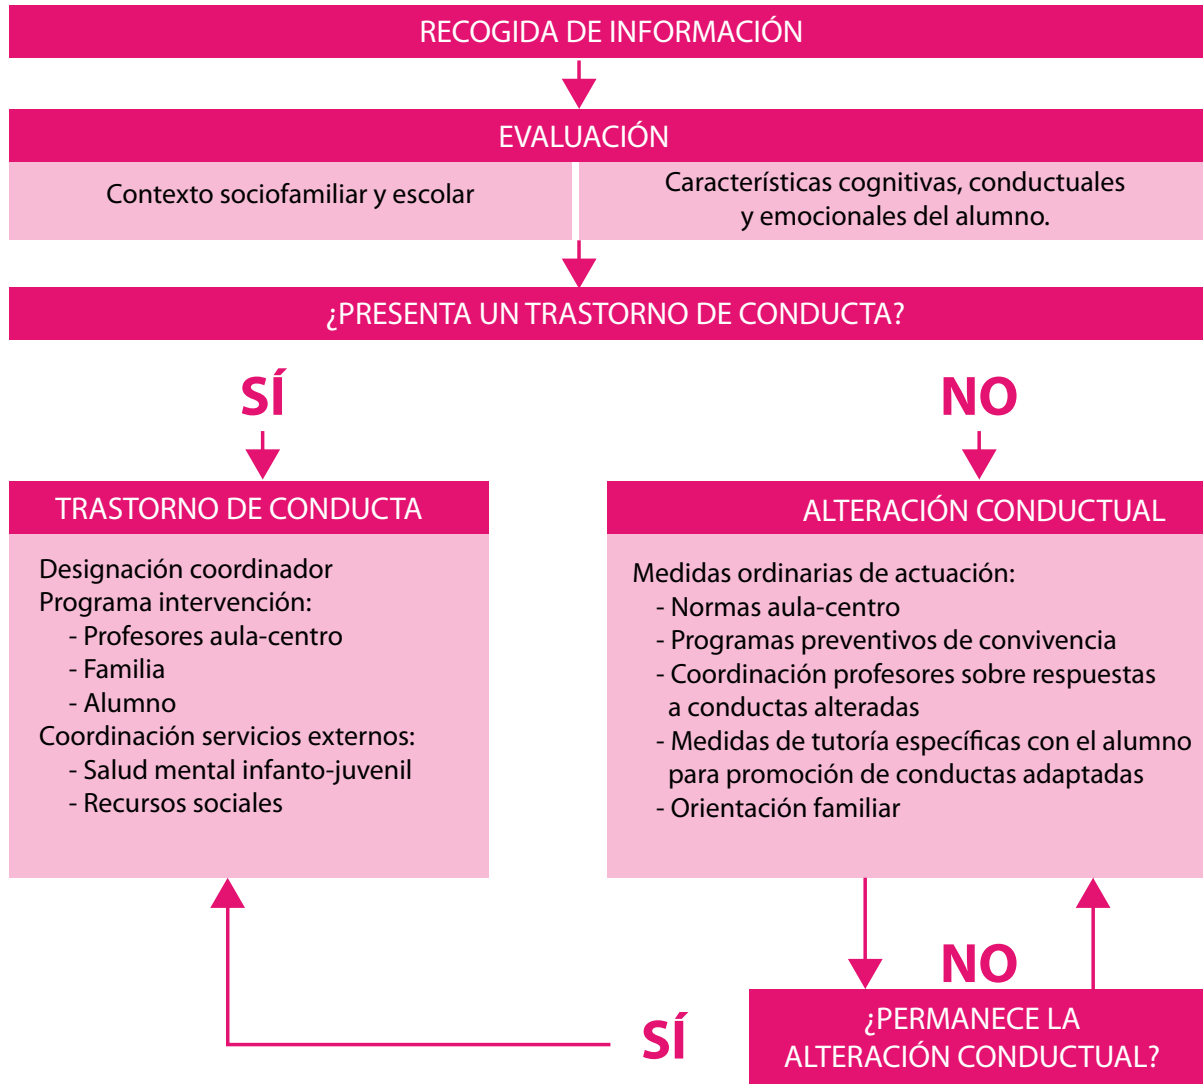 RECOGIDA DE INFORMACIÓN
EVALUACIÓN
Contexto sociofamiliar y escolar
Características cognitivas, conductuales
y emocionales del alumno.
¿PRESENTA UN TRASTORNO DE CONDUCTA?
SÍ
NO
TRASTORNO DE CONDUCTA
Designación coordinador
Programa intervención:
- Profesores aula-centro
- Familia
- Alumno
Coordinación servicios externos:
- Salud mental infanto-juvenil
- Recursos sociales
ALTERACIÓN CONDUCTUAL
Medidas ordinarias de actuación:
- Normas aula-centro
- Programas preventivos de convivencia
- Coordinación profesores sobre respuestas
a conductas alteradas
- Medidas de tutoría específicas con el alumno
para promoción de conductas adaptadas
- Orientación familiar
NO
SÍ
¿PERMANECE LA
ALTERACIÓN CONDUCTUAL?